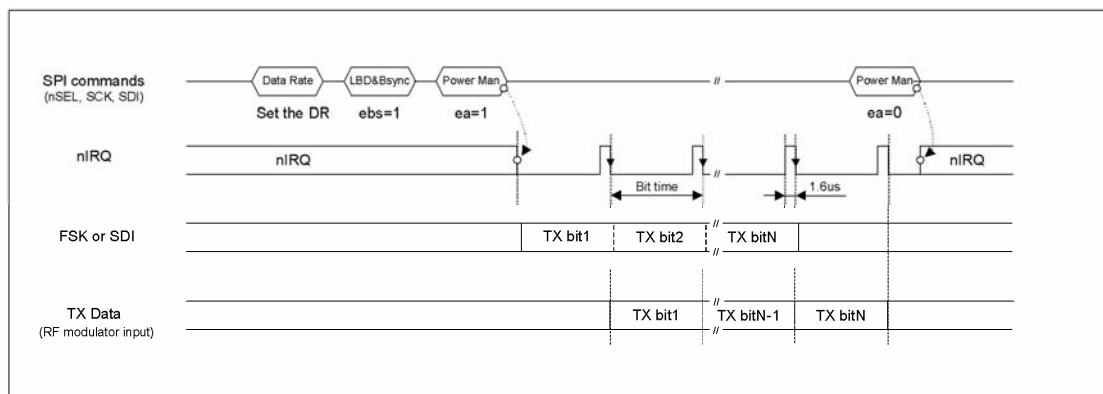 SPI commands
(nSEL, SCK, SDI)
Data Rate
LBD&Bsync
Power Man
//
Power Man
Set the DR
ebs=1
ea=1
ea=0
nIRQ
nIRQ
nIRQ
Bit time
//
1.6us
FSK or SDI
TX bit1
TX bit2
//
TX bitN
//
TX Data
(RF modulator input)
TX bit1
//
TX bitN-1
//
TX bitN